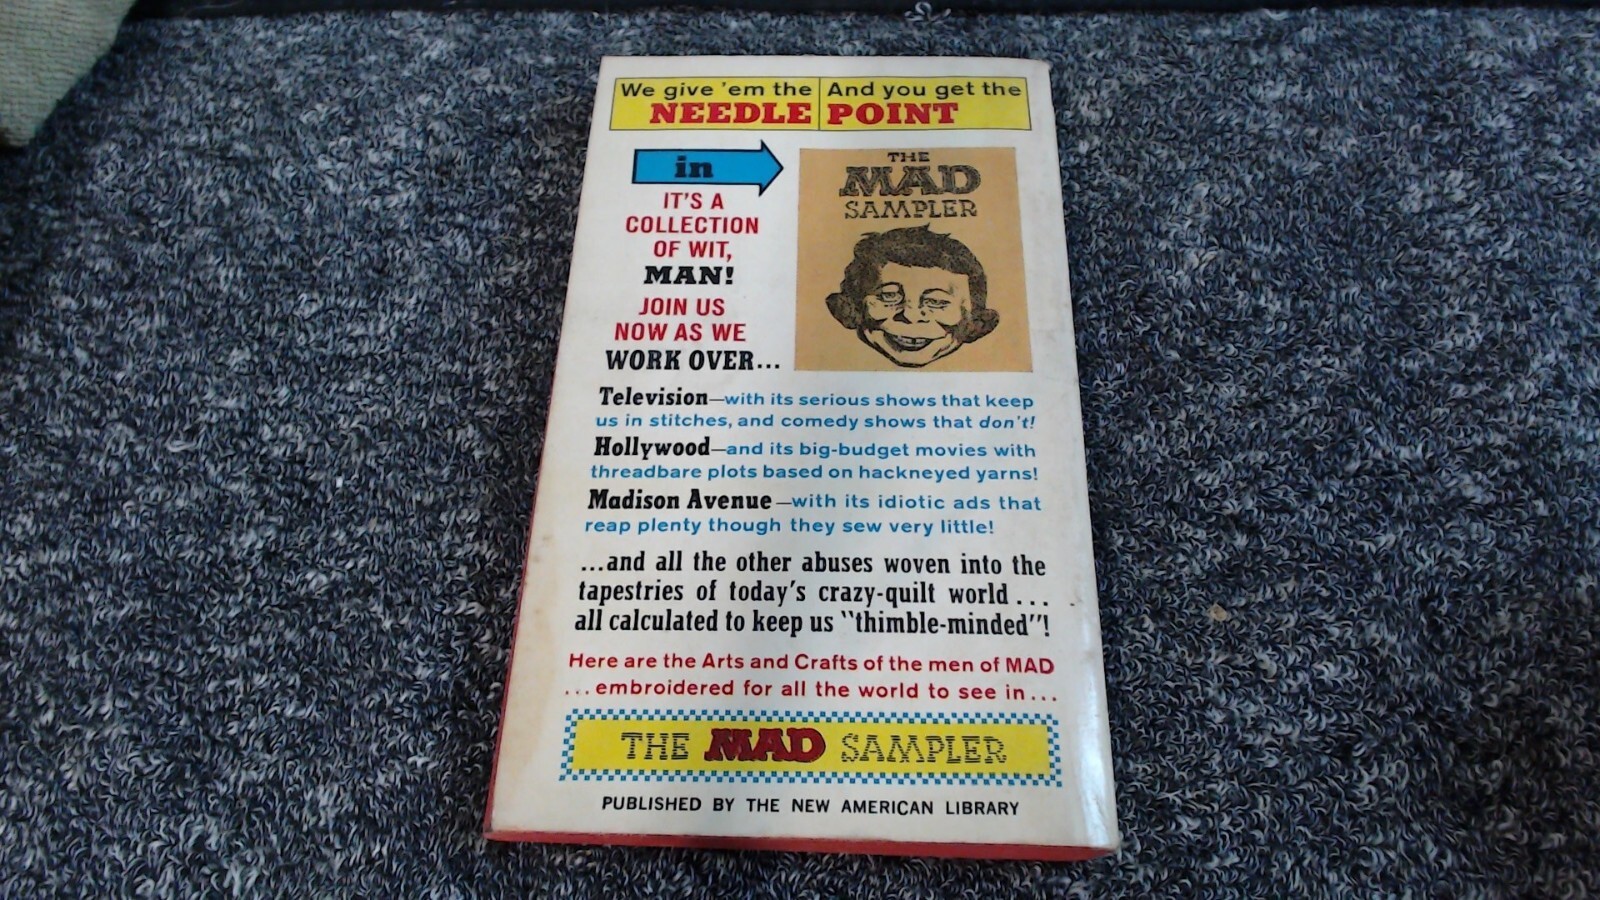 We give 'em the And you get the
NEEDLE POINT
in
THE
MAD
SAMPLER
IT'S A
COLLECTION
OF WIT,
MAN!
JOIN US
NOW AS WE
WORK OVER...
Television—with its serious shows that keep
us in stitches, and comedy shows that don't!
Hollywood—and its big-budget movies with
threadbare plots based on hackneyed yarns!
Madison Avenue—with its idiotic ads that
reap plenty though they sew very little!
...and all the other abuses woven into the
tapestries of today's crazy-quilt world...
all calculated to keep us "thimble-minded"!
Here are the Arts and Crafts of the men of MAD
...embroidered for all the world to see in...
THE MAD SAMPLER
PUBLISHED BY THE NEW AMERICAN LIBRARY